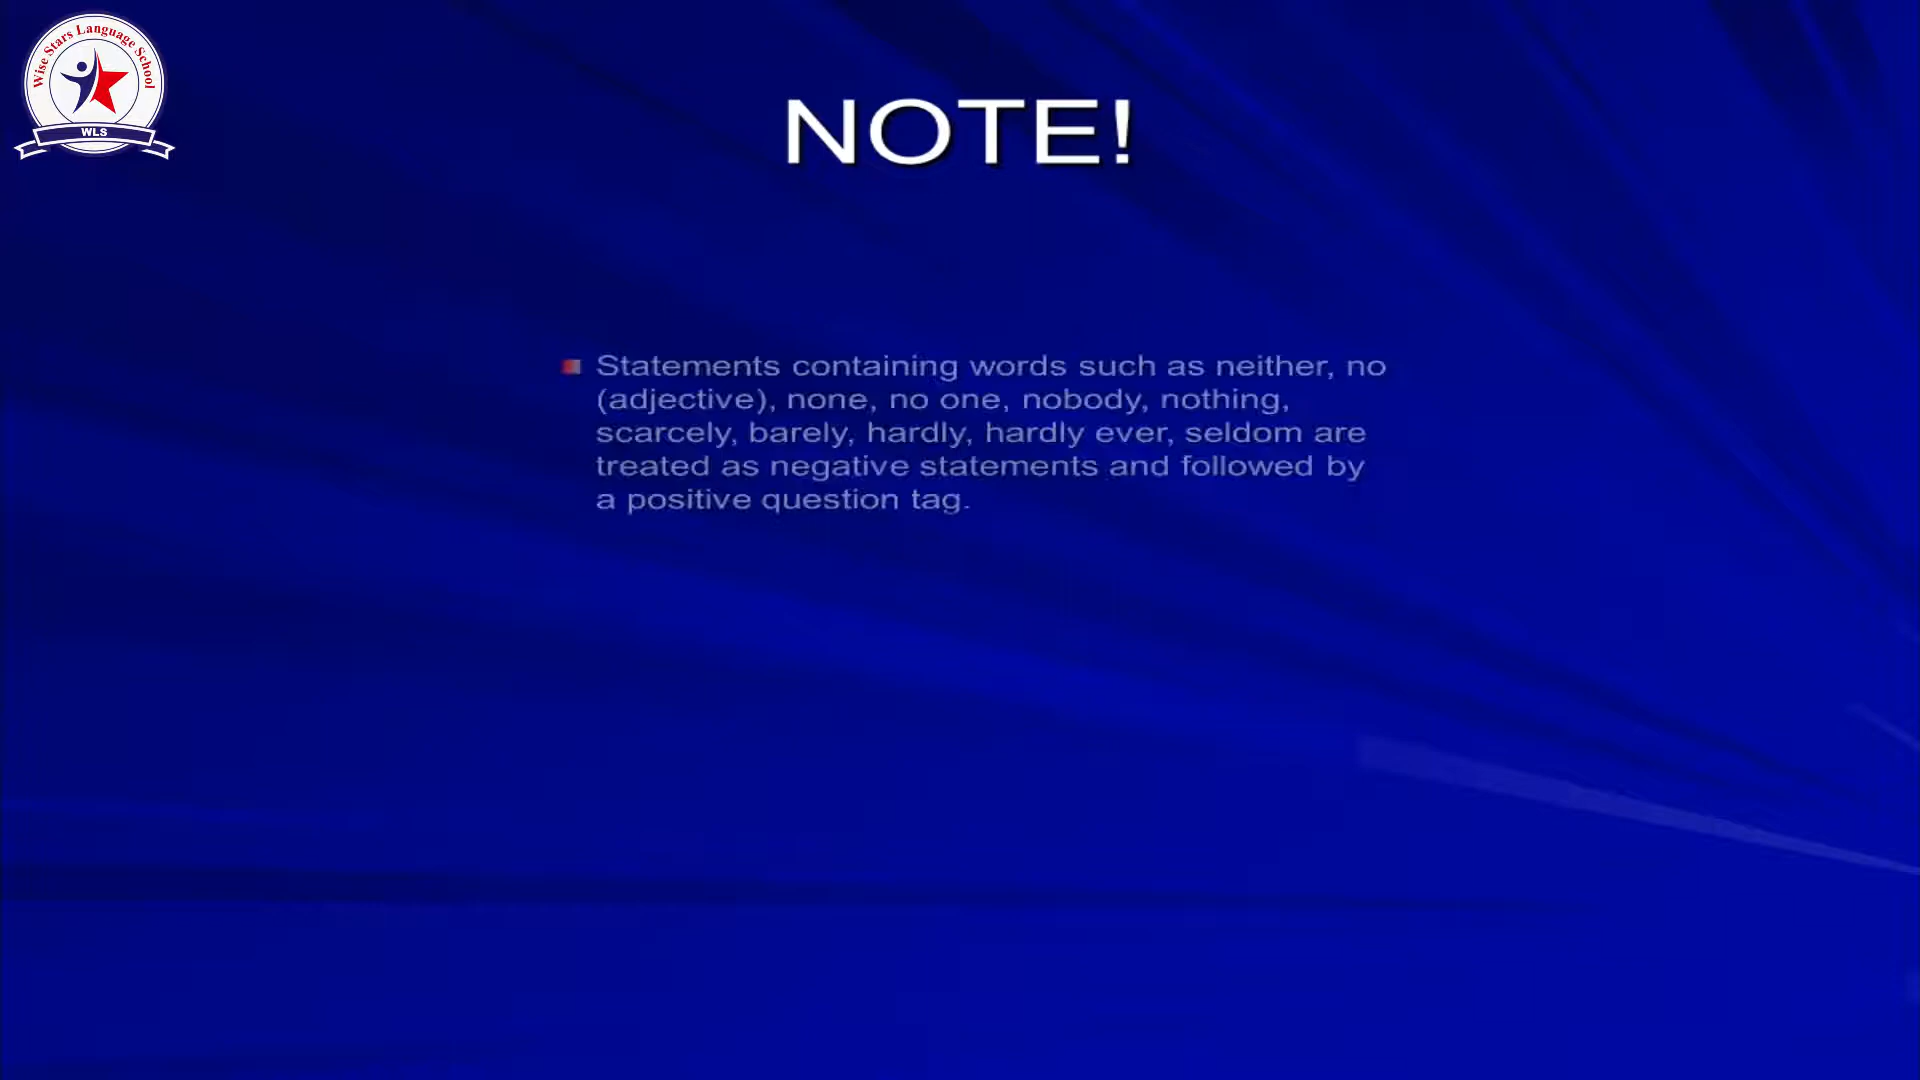 Wise Stars Language School
WLS
NOTE!
Statements containing words such as neither, no
(adjective), none, no one, nobody, nothing,
scarcely, barely, hardly, hardly ever, seldom are
treated as negative statements and followed by
a positive question tag.